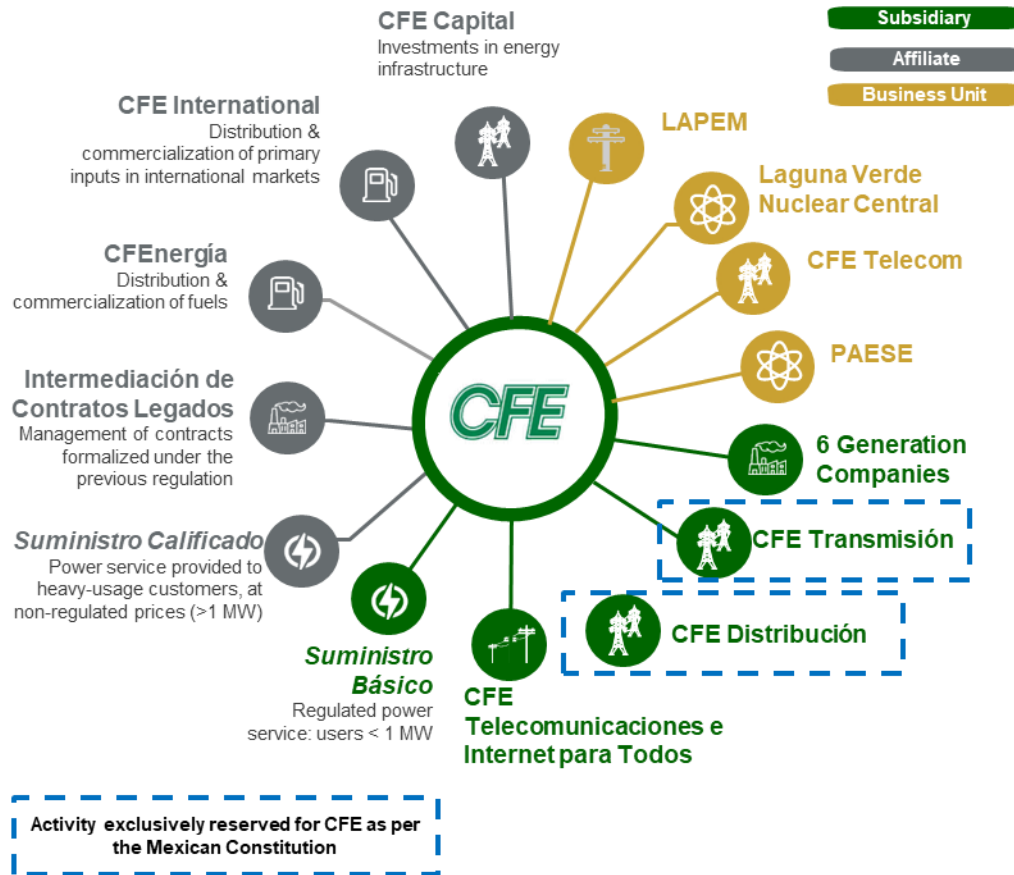 CFE Capital
Investments in energy
infrastructure
Subsidiary
Affiliate
Business Unit
CFE International
Distribution &
commercialization of primary
inputs in international markets
LAPEM
Laguna Verde
Nuclear Central
CFEnergía
Distribution &
commercialization of fuels
CFE Telecom
PAESE
CFE
Intermediación de
Contratos Legados
Management of contracts
formalized under the
previous regulation
6 Generation
Companies
CFE Transmisión
Suministro Calificado
Power service provided to
heavy-usage customers, at
non-regulated prices (>1 MW)
CFE Distribución
Suministro
Básico
Regulated power
service: users < 1 MW
CFE
Telecomunicaciones e
Internet para Todos
Activity exclusively reserved for CFE as per
the Mexican Constitution